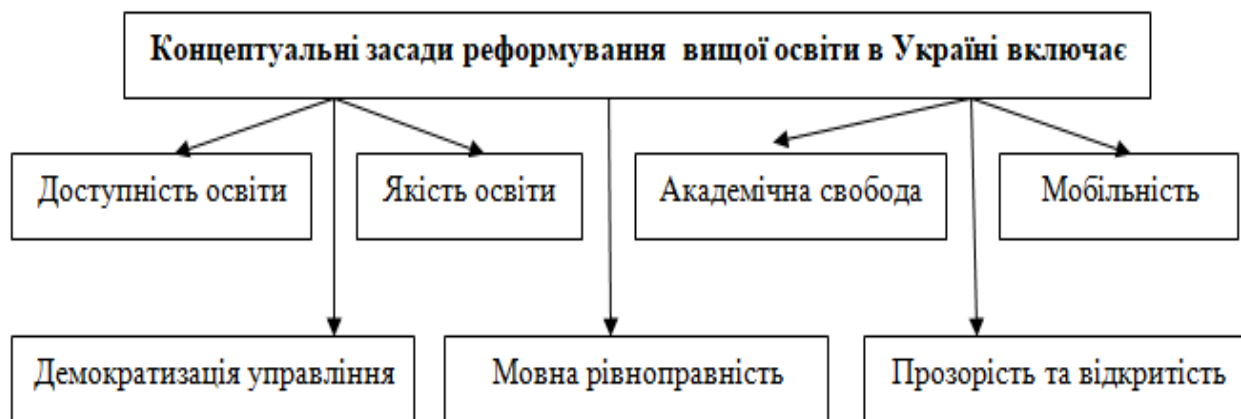 Концептуальні засади реформування вищої освіти в Україні включає
Доступність освіти
Якість освіти
Академічна свобода
Мобільність
Демократизація управління
Мовна рівноправність
Прозорість та відкритість